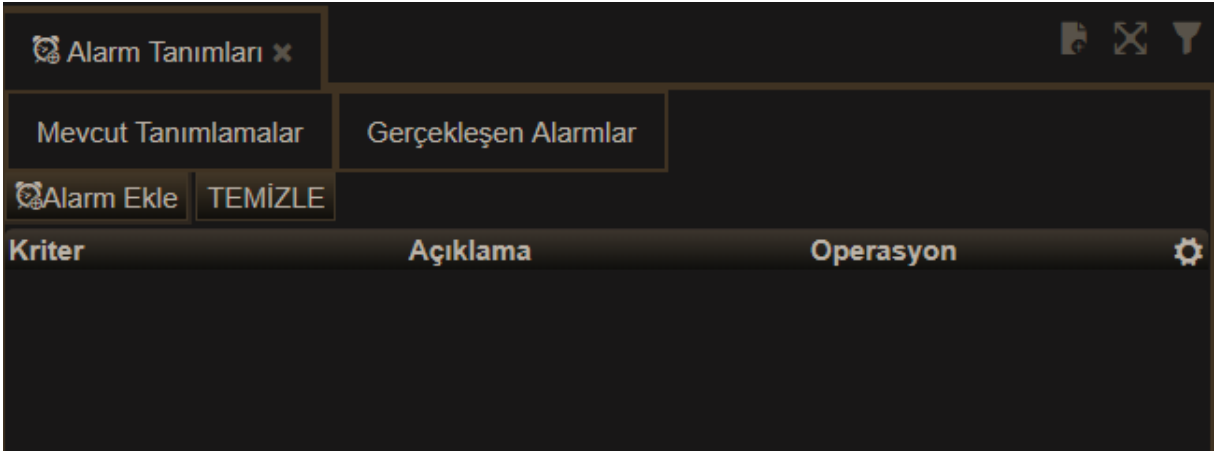 Alarm Tanımları
Mevcut Tanımlamalar Gerçekleşen Alarmlar
Alarm Ekle TEMİZLE
Kriter Açıklama Operasyon